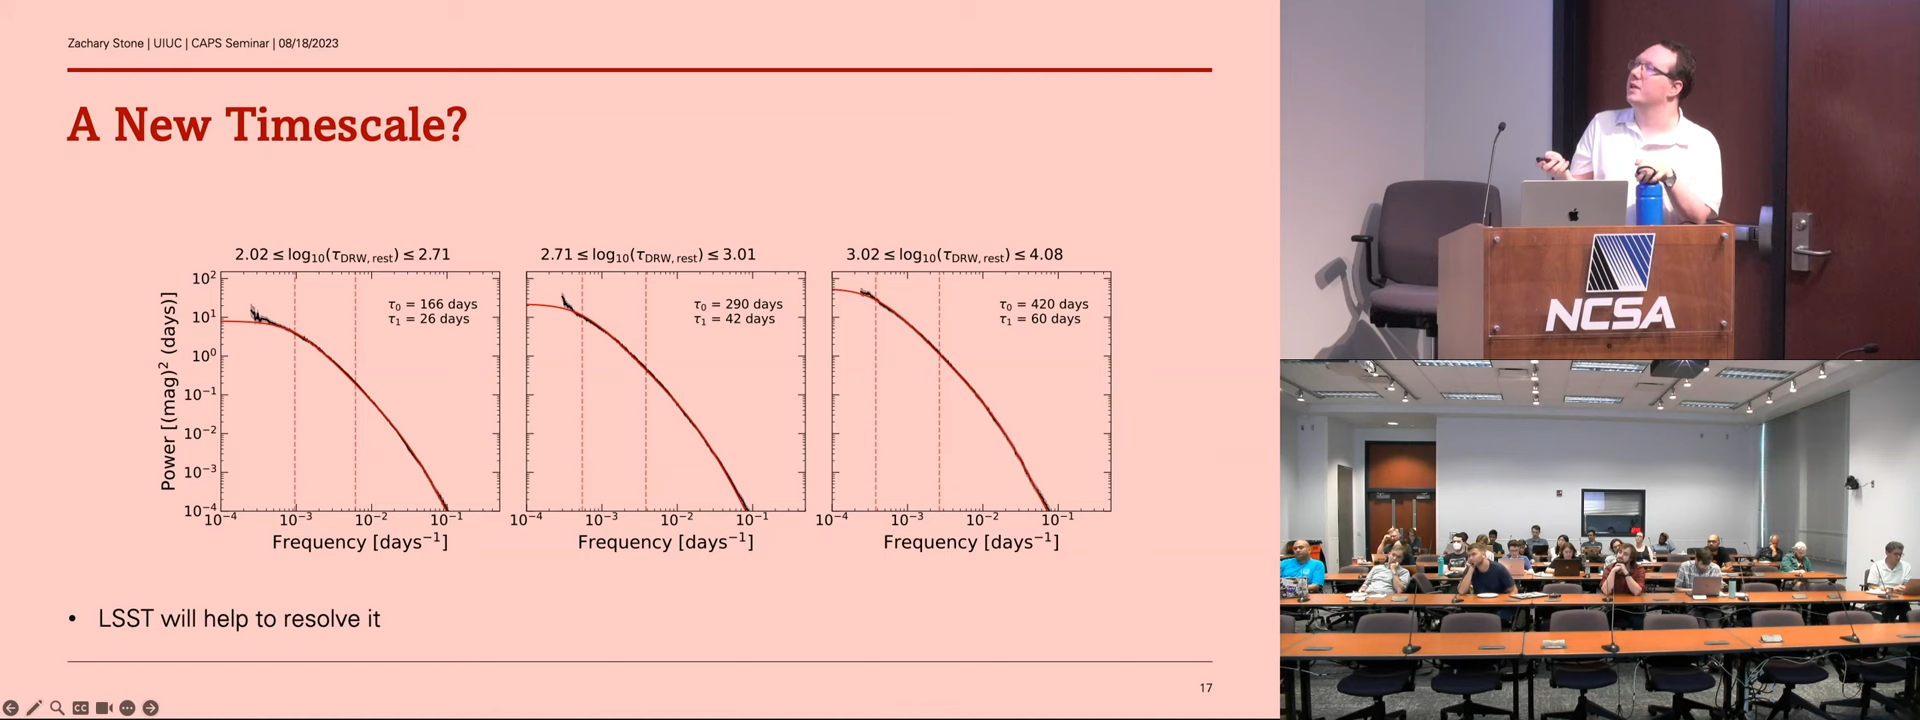 Zachary Stone | UIUC | CAPS Seminar | 08/18/2023
A New Timescale?
2.02 ≤ log₁₀(τ_DRW, rest) ≤ 2.71
2.71 ≤ log₁₀(τ_DRW, rest) ≤ 3.01
3.02 ≤ log₁₀(τ_DRW, rest) ≤ 4.08
Power [(mag)² (days)]
10²
10¹
10⁰
10⁻¹
10⁻²
10⁻³
10⁻⁴
τ₀ = 166 days
τ₁ = 26 days
τ₀ = 290 days
τ₁ = 42 days
τ₀ = 420 days
τ₁ = 60 days
10⁻⁴ 10⁻³ 10⁻² 10⁻¹
10⁻⁴ 10⁻³ 10⁻² 10⁻¹
10⁻⁴ 10⁻³ 10⁻² 10⁻¹
Frequency [days⁻¹]
Frequency [days⁻¹]
Frequency [days⁻¹]
• LSST will help to resolve it
17
CC
NCSA